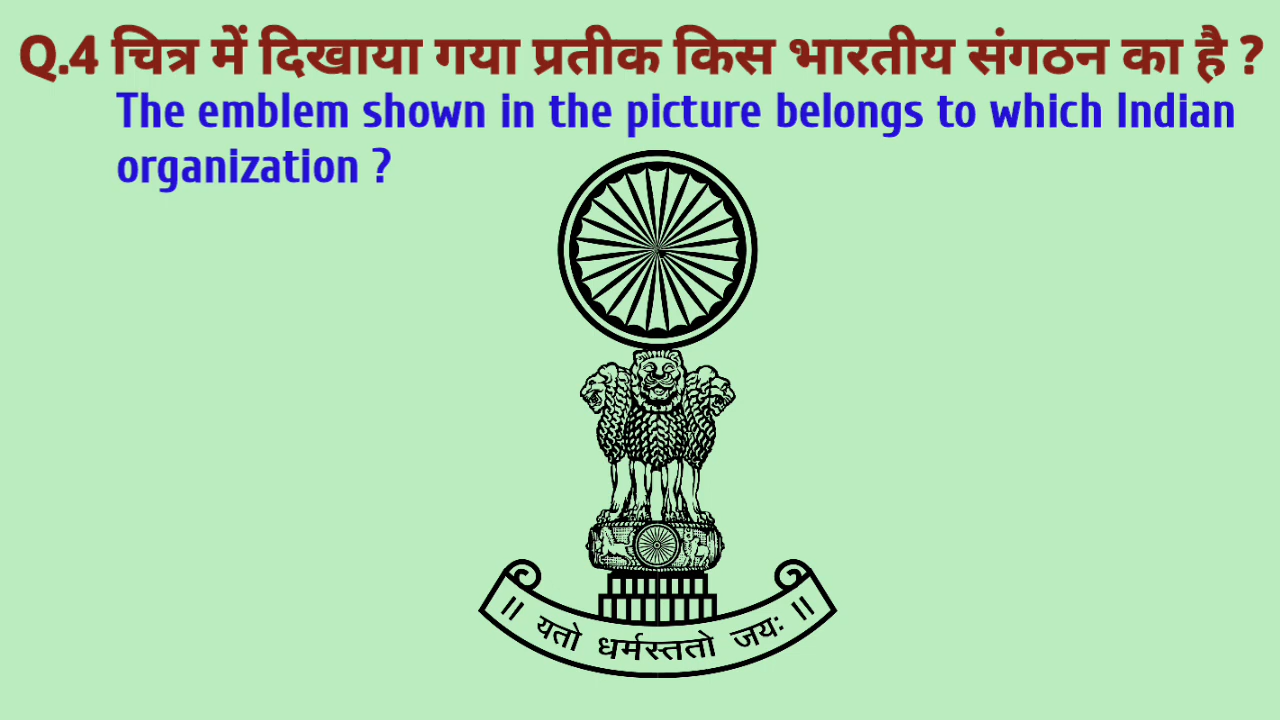 Q.4 चित्र में दिखाया गया प्रतीक किस भारतीय संगठन का है ?
The emblem shown in the picture belongs to which Indian
organization ?
॥ यतो धर्मस्ततो जयः ॥